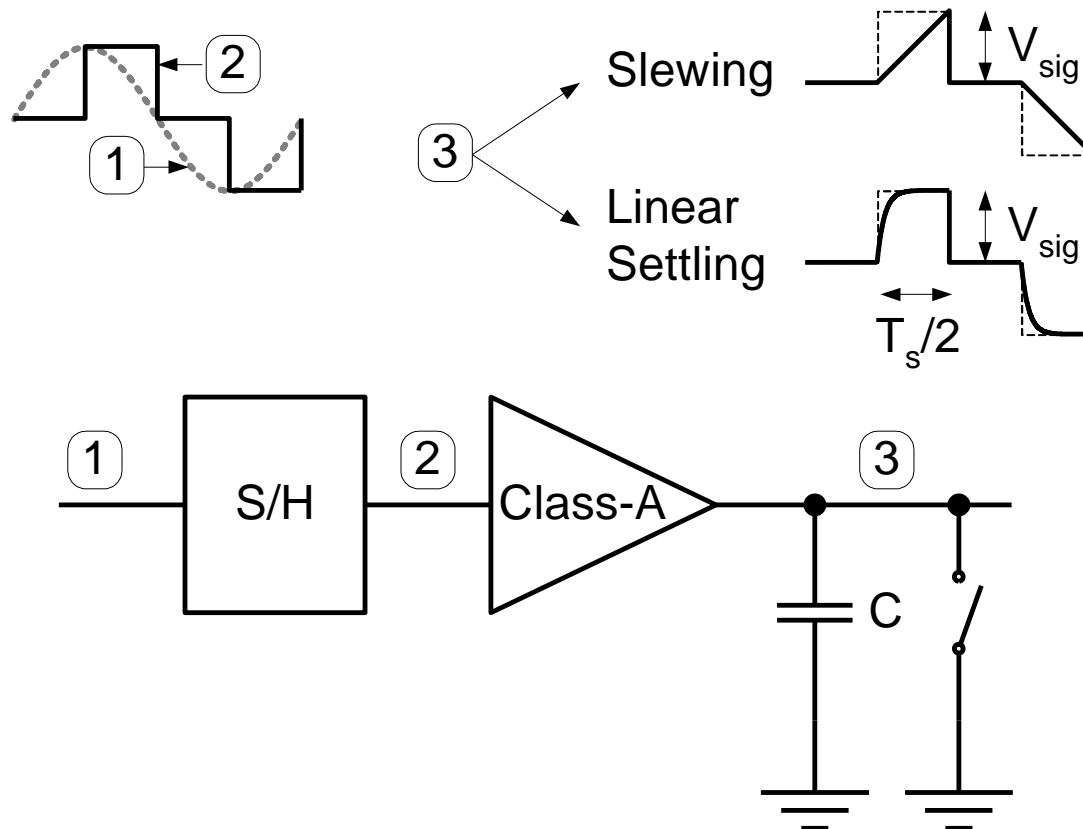 2
1
3
Slewing
V_sig
Linear
Settling
V_sig
T_s/2
1
2
3
S/H
Class-A
C